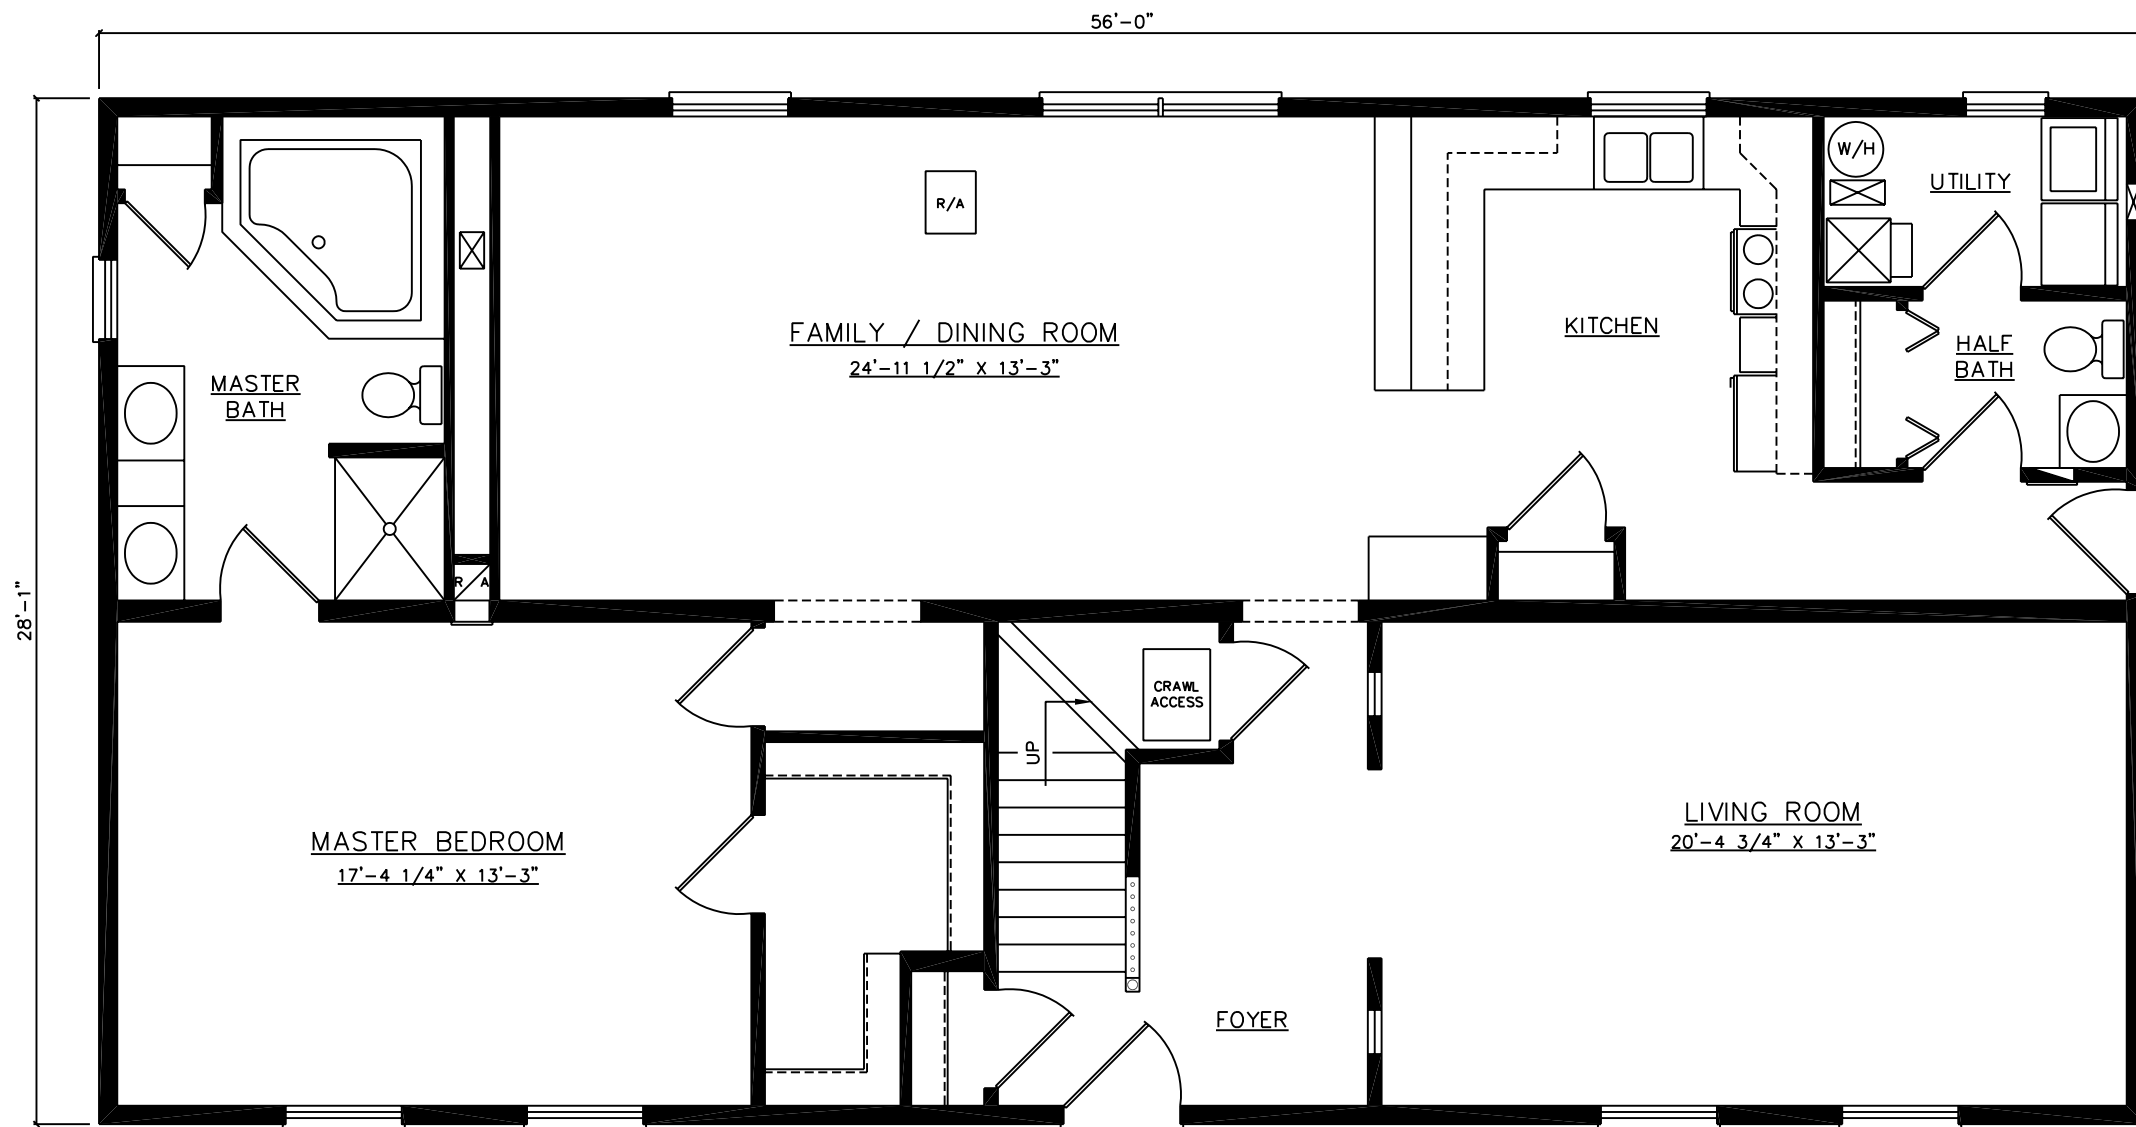 56'-0"
W/H
UTILITY
R/A
FAMILY / DINING ROOM
24'-11 1/2" X 13'-3"
KITCHEN
HALF
BATH
MASTER
BATH
R A
28'-1"
CRAWL
ACCESS
UP
LIVING ROOM
20'-4 3/4" X 13'-3"
MASTER BEDROOM
17'-4 1/4" X 13'-3"
FOYER